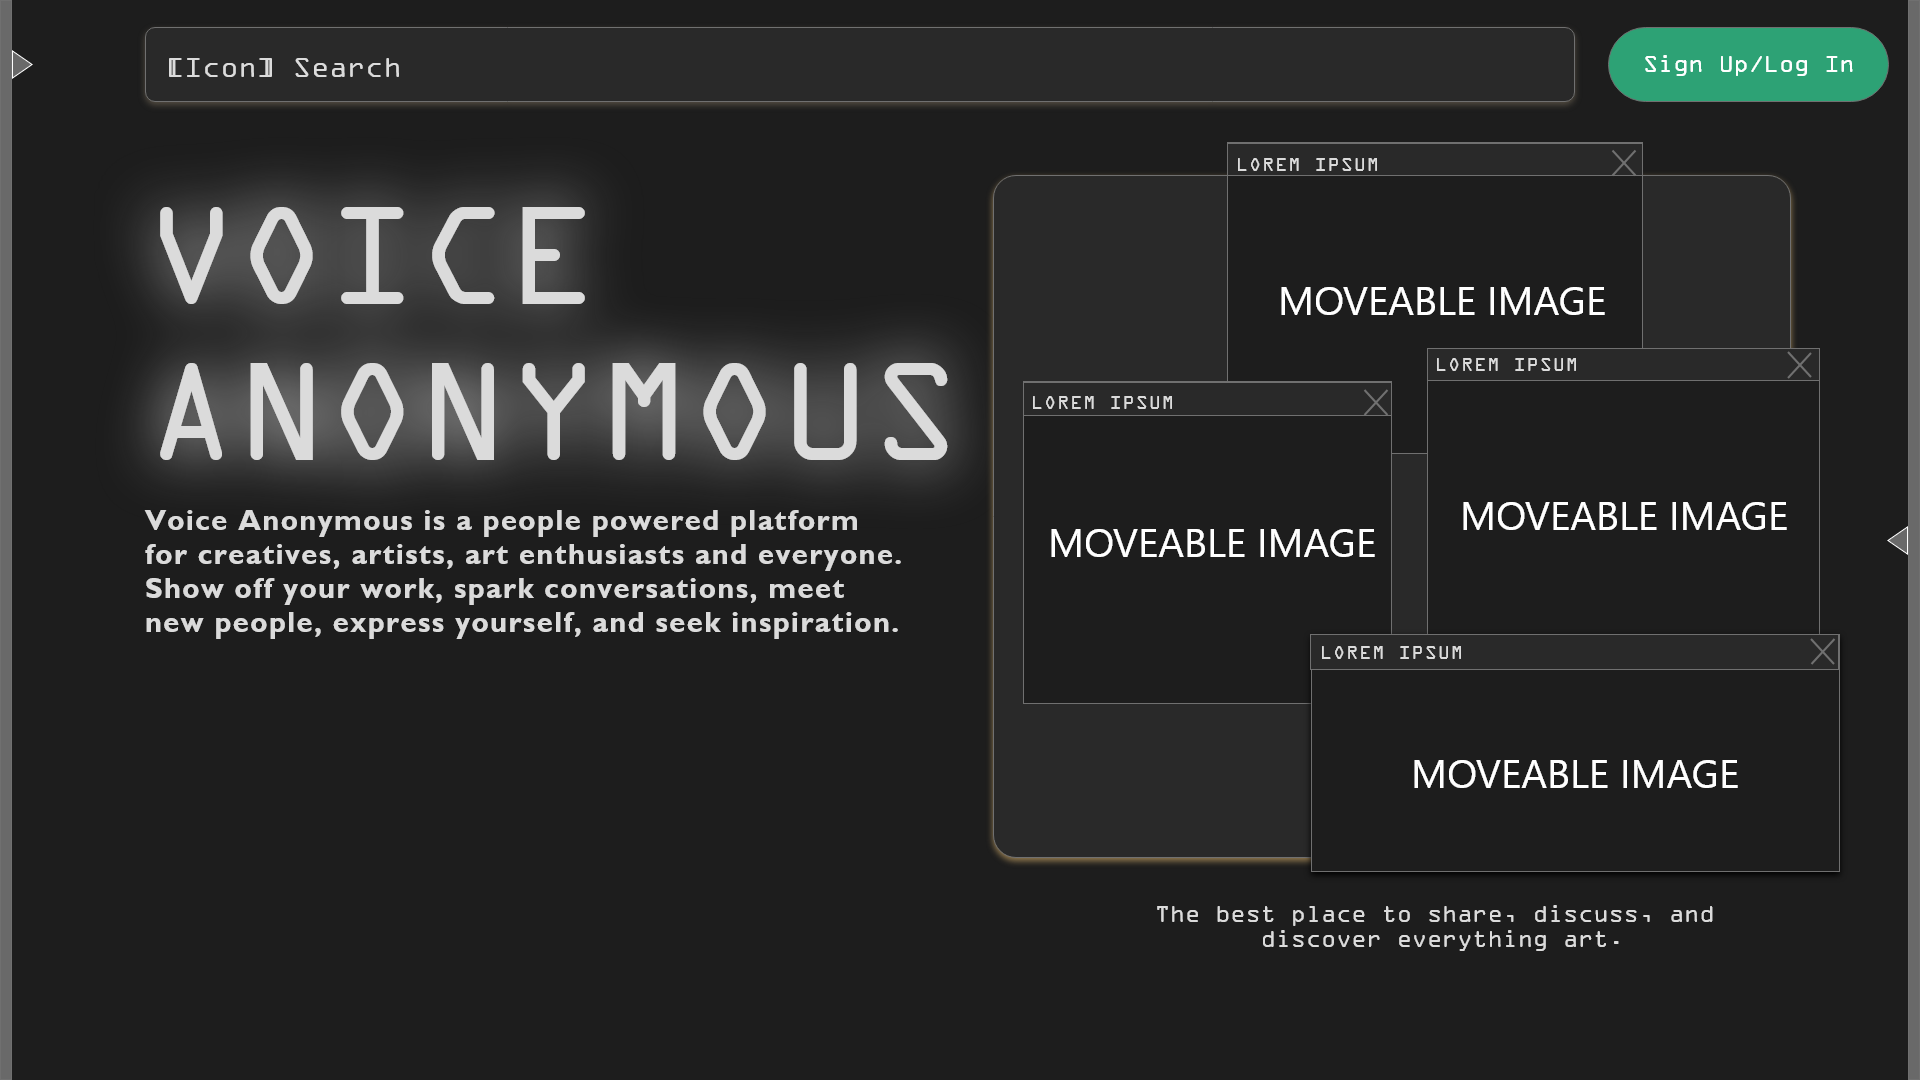 [Icon] Search
Sign Up/Log In
VOICE
ANONYMOUS
Voice Anonymous is a people powered platform
for creatives, artists, art enthusiasts and everyone.
Show off your work, spark conversations, meet
new people, express yourself, and seek inspiration.
LOREM IPSUM
MOVEABLE IMAGE
LOREM IPSUM
MOVEABLE IMAGE
LOREM IPSUM
MOVEABLE IMAGE
LOREM IPSUM
MOVEABLE IMAGE
The best place to share, discuss, and
discover everything art.